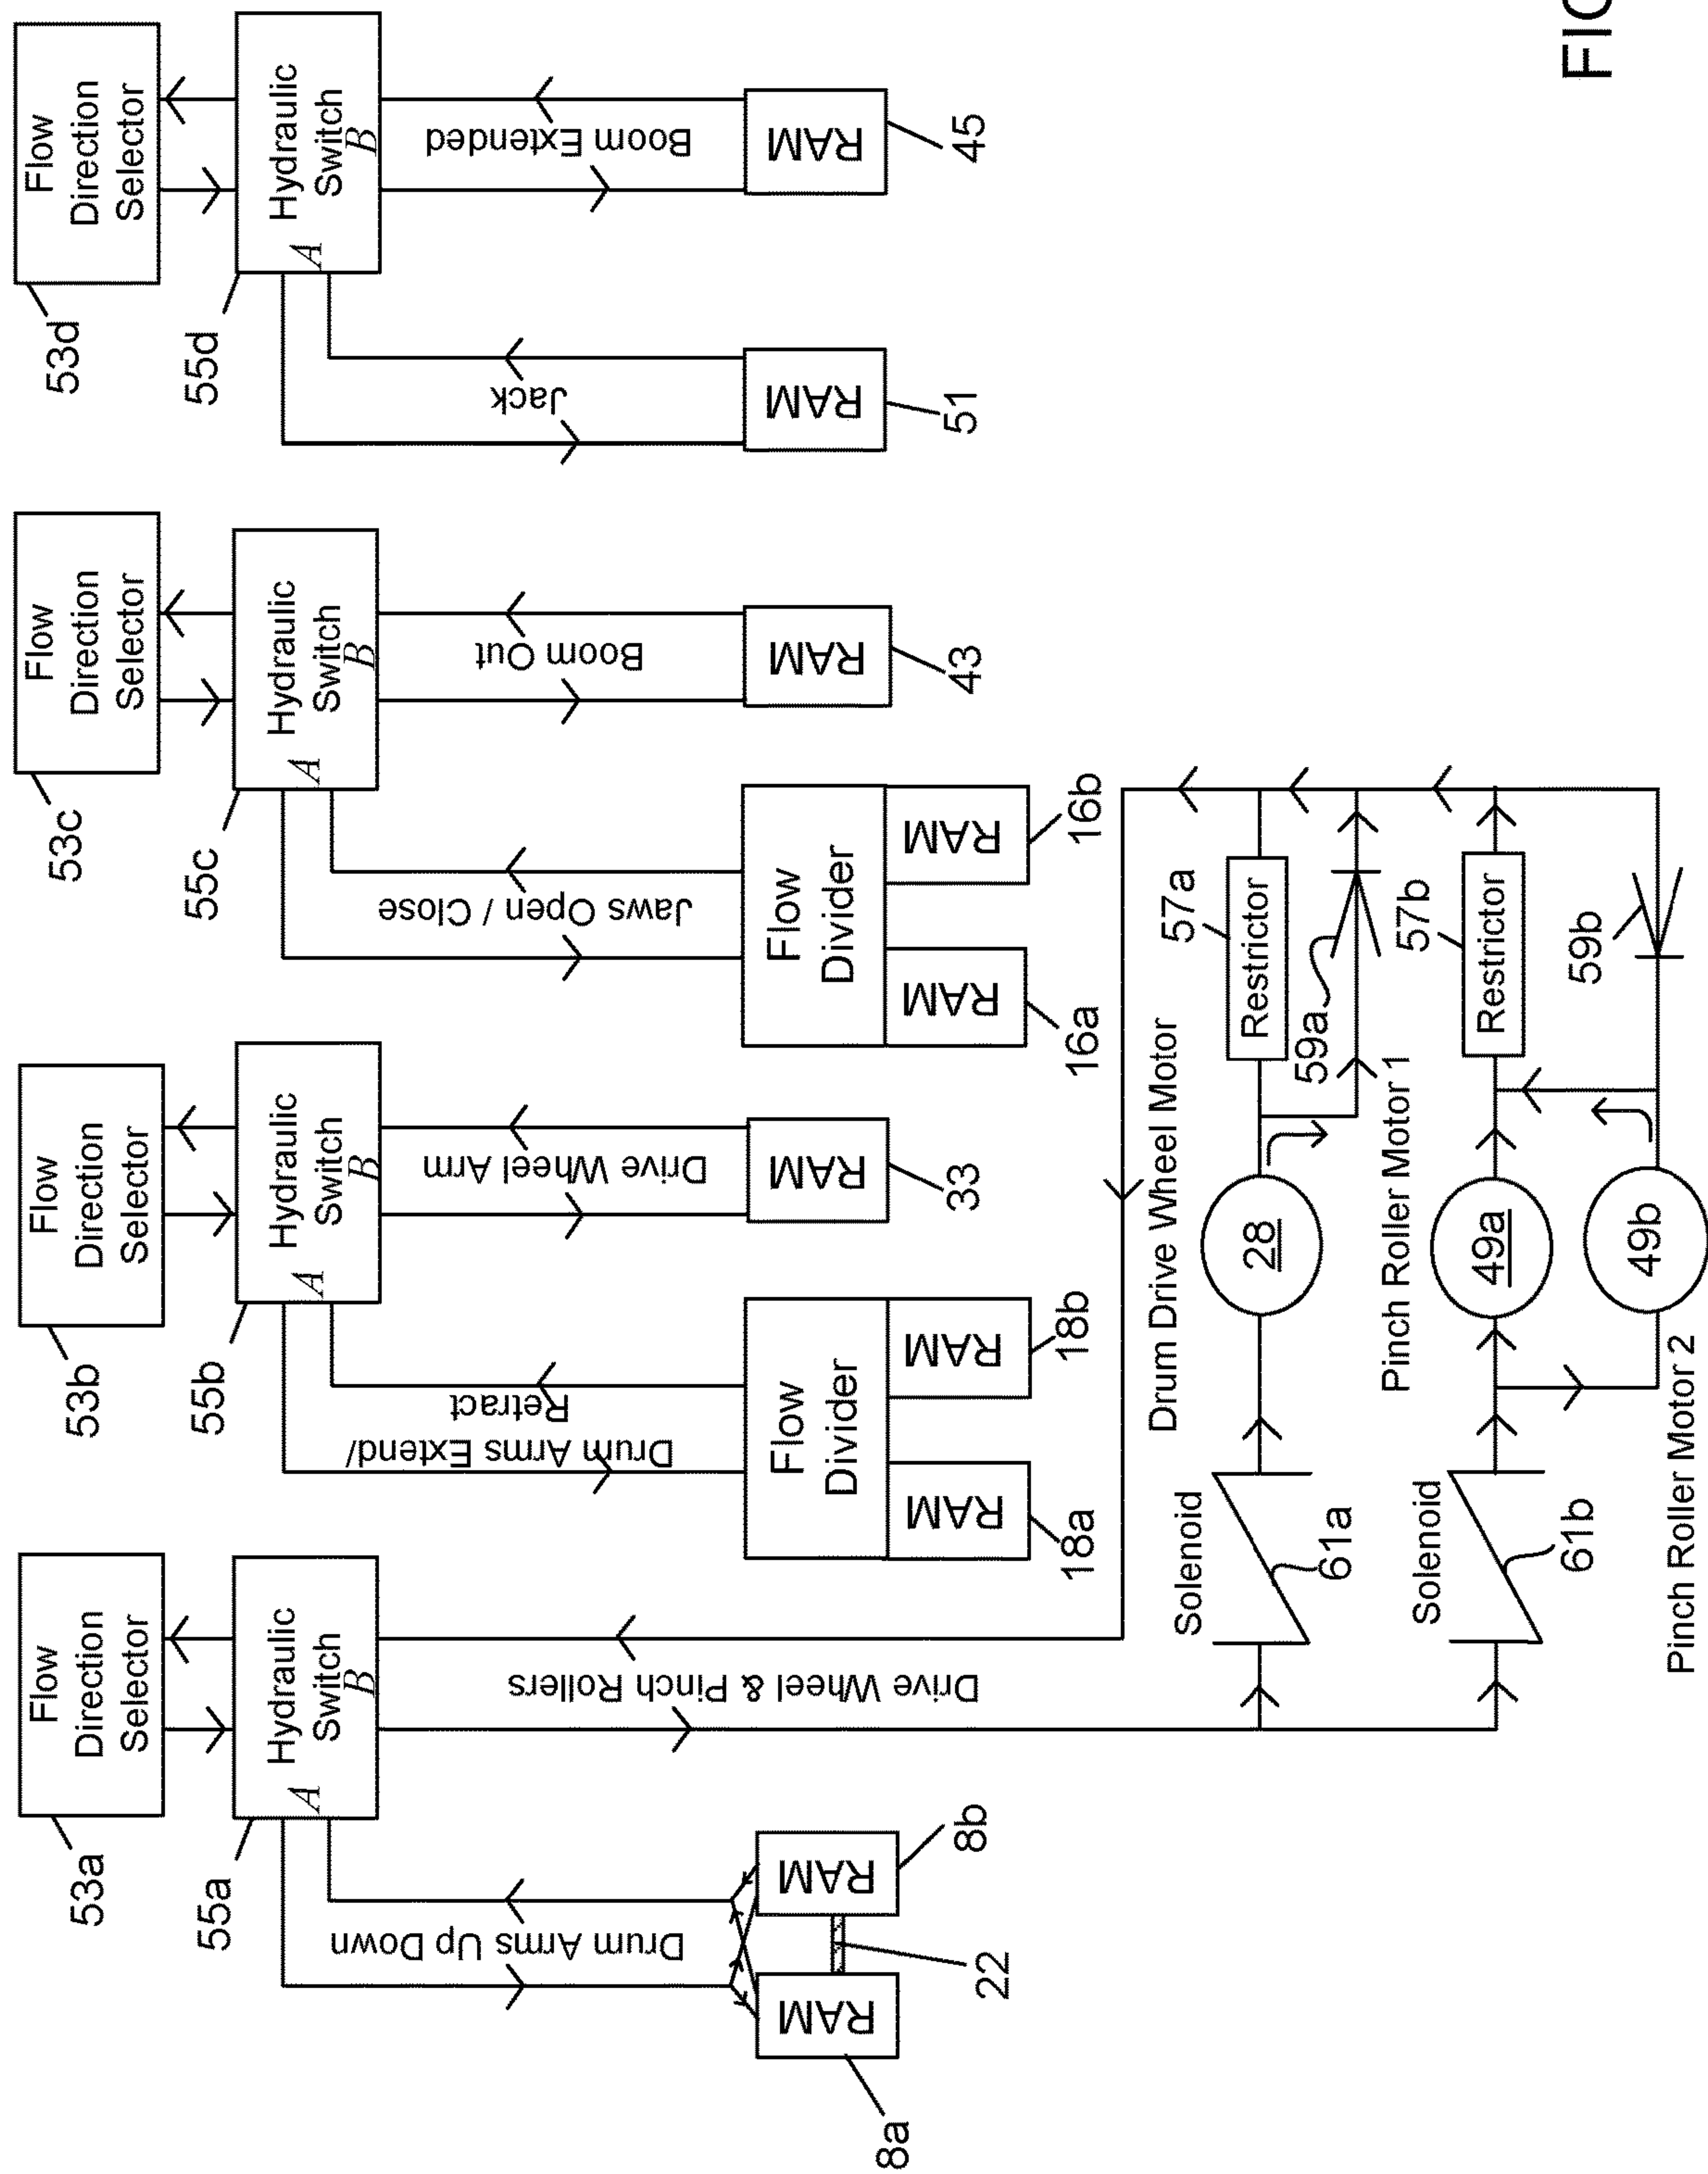 53a
Flow
Direction
Selector
53b
Flow
Direction
Selector
53c
Flow
Direction
Selector
53d
Flow
Direction
Selector
55a
Hydraulic
Switch
A
B
55b
Hydraulic
Switch
A
B
55c
Hydraulic
Switch
A
B
55d
Hydraulic
Switch
A
B
Drum Arms Up Down
Drive Wheel & Pinch Rollers
Drum Arms Extend/
Retract
Drive Wheel Arm
Jaws Open / Close
Boom Out
Jack
Boom Extended
8a
RAM
22
RAM
8b
Flow
Divider
RAM
18a
RAM
18b
RAM
33
Flow
Divider
RAM
16a
RAM
16b
RAM
43
RAM
51
RAM
45
Drum Drive Wheel Motor
Solenoid
61a
28
Restrictor
57a
59a
Pinch Roller Motor 1
Solenoid
61b
49a
Restrictor
57b
59b
49b
Pinch Roller Motor 2